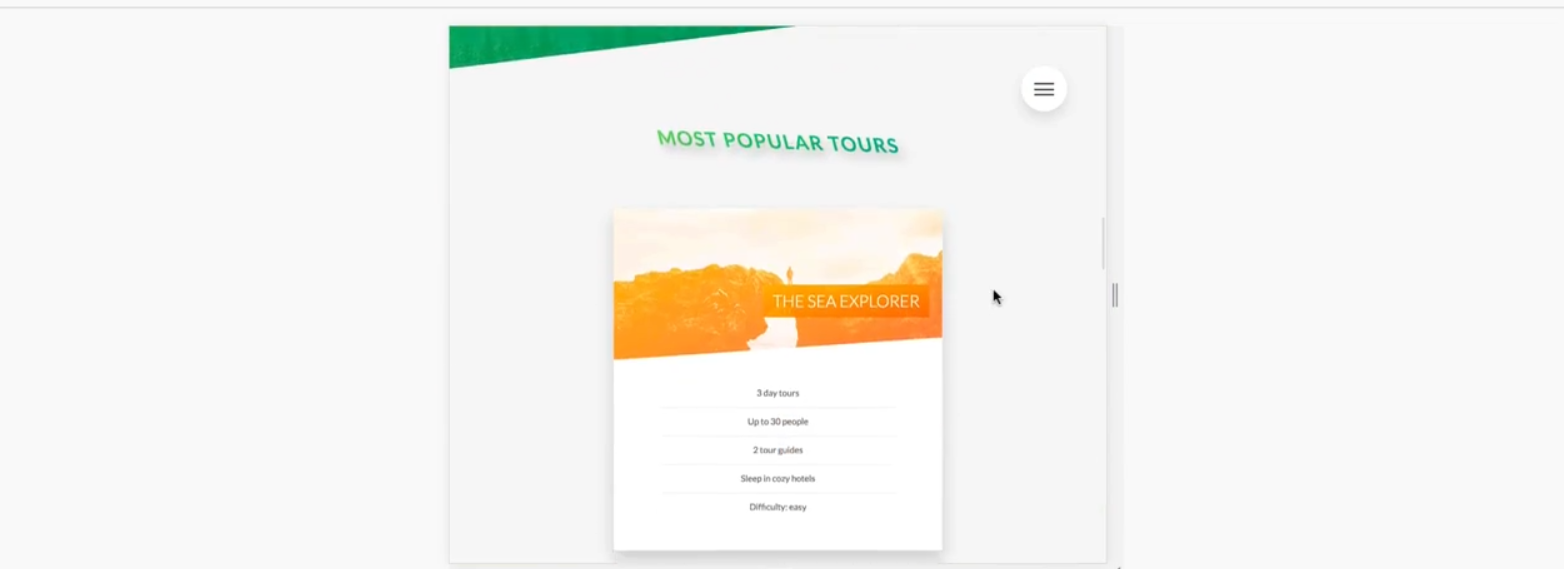 MOST POPULAR TOURS
THE SEA EXPLORER
3 day tours
Up to 30 people
2 tour guides
Sleep in cozy hotels
Difficulty: easy